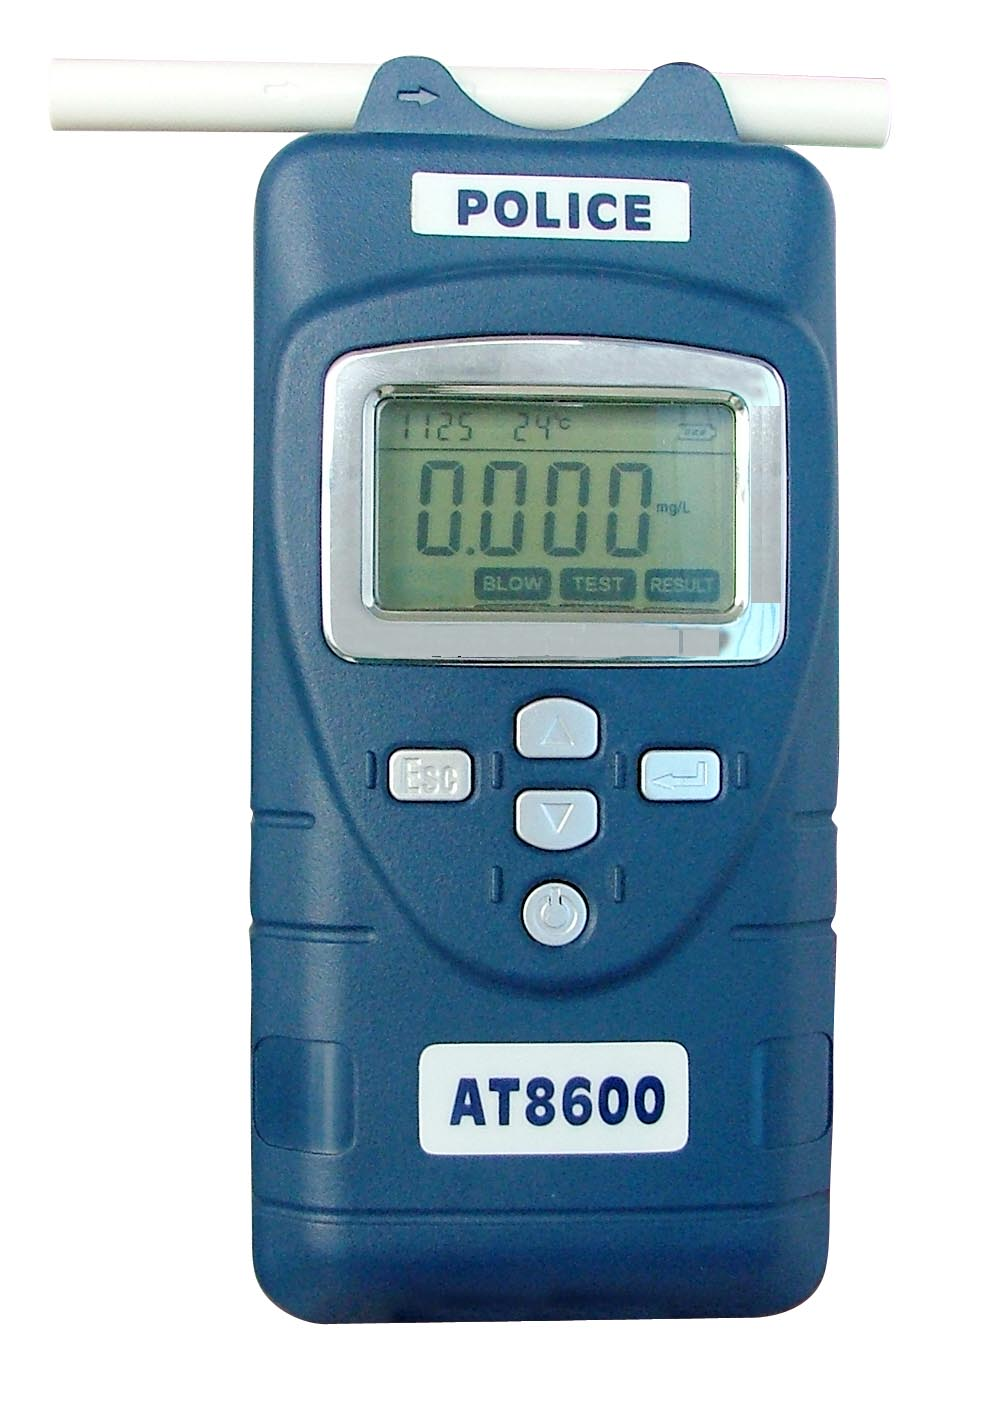 POLICE
1125 24°C
0.000 mg/L
BLOW TEST RESULT
Esc
AT8600